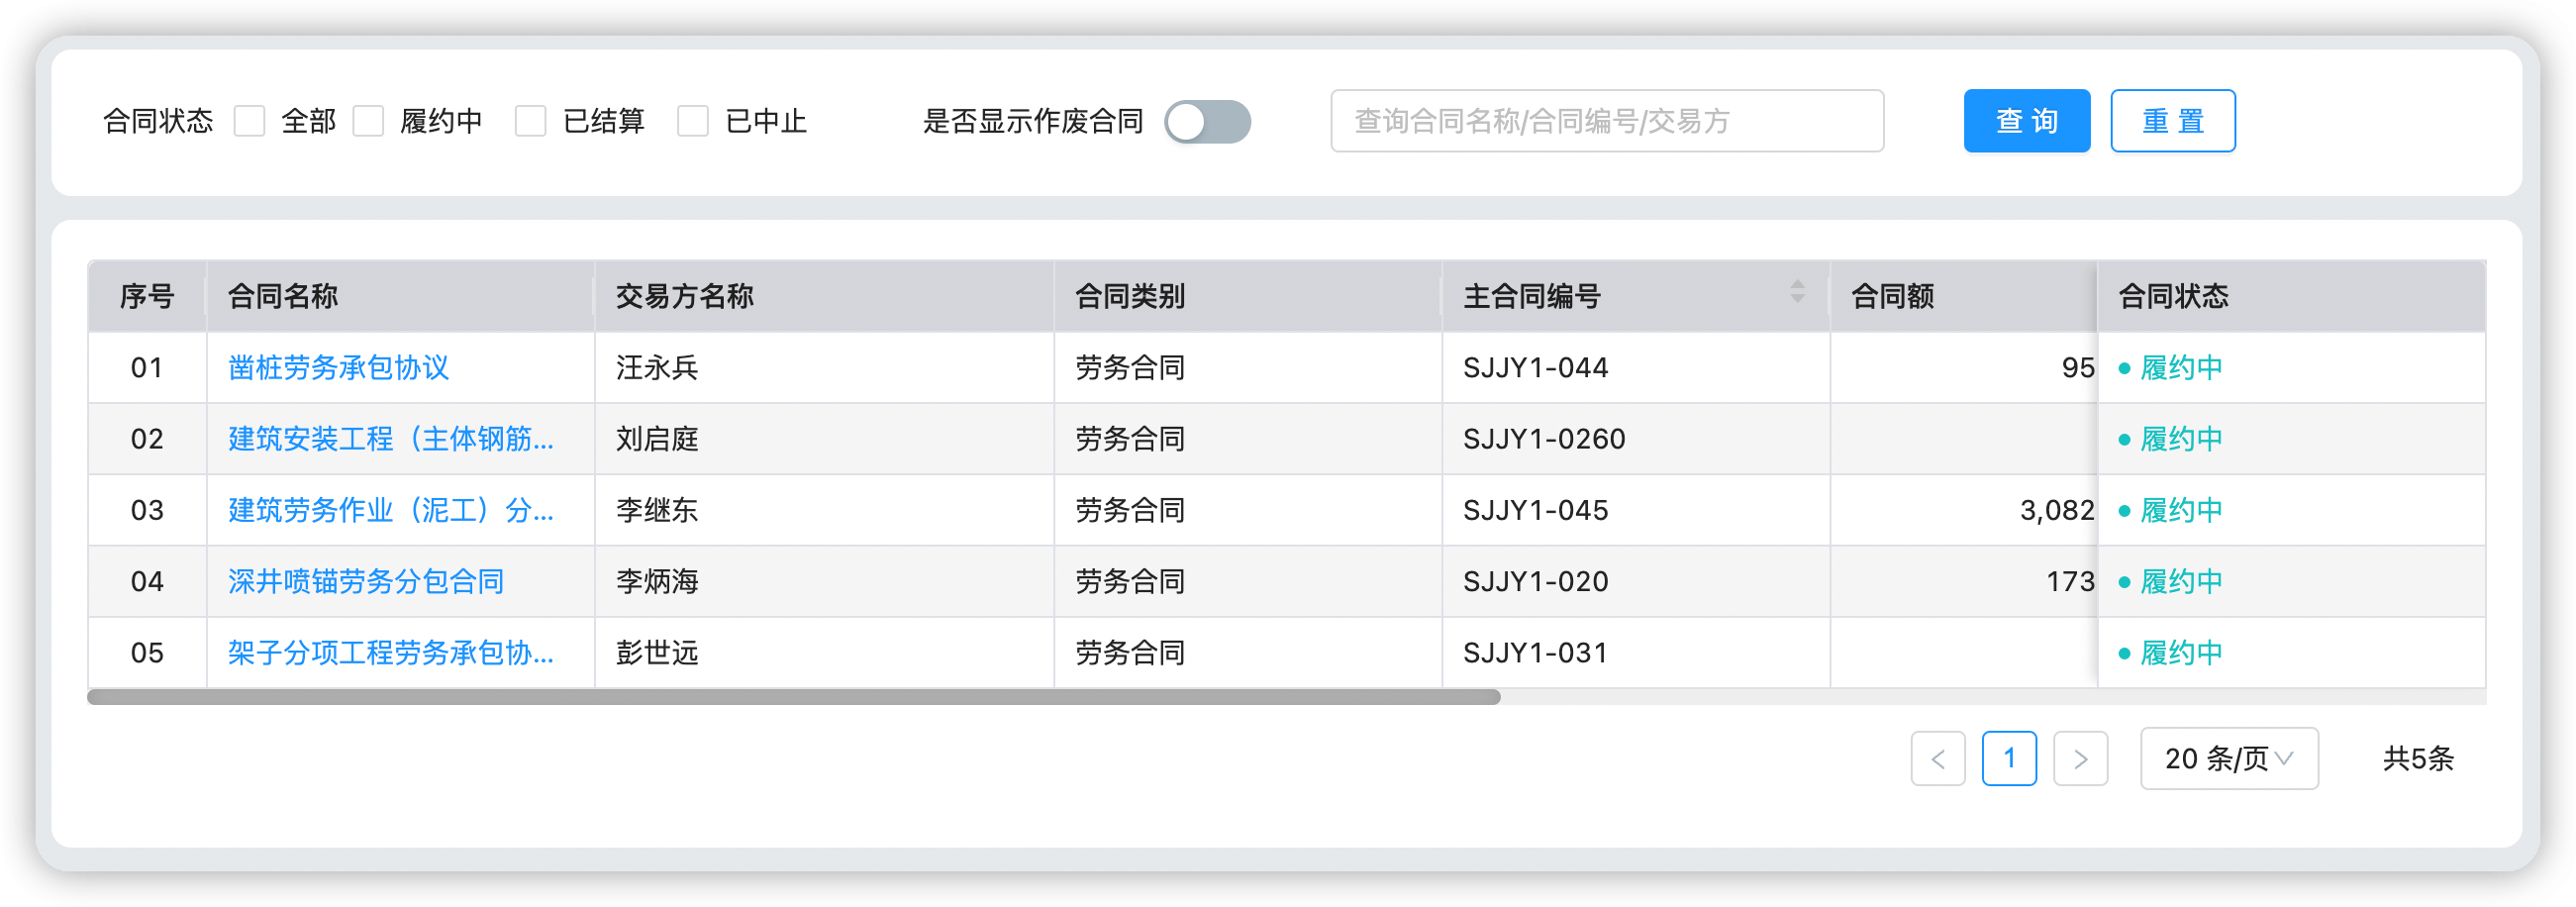 合同状态 全部 履约中 已结算 已中止 是否显示作废合同 查询合同名称/合同编号/交易方 查 询 重 置
序号 合同名称 交易方名称 合同类别 主合同编号 合同额 合同状态
01 凿桩劳务承包协议 汪永兵 劳务合同 SJJY1-044 95 履约中
02 建筑安装工程（主体钢筋... 刘启庭 劳务合同 SJJY1-0260 履约中
03 建筑劳务作业（泥工）分... 李继东 劳务合同 SJJY1-045 3,082 履约中
04 深井喷锚劳务分包合同 李炳海 劳务合同 SJJY1-020 173 履约中
05 架子分项工程劳务承包协... 彭世远 劳务合同 SJJY1-031 履约中
1 20 条/页 共5条